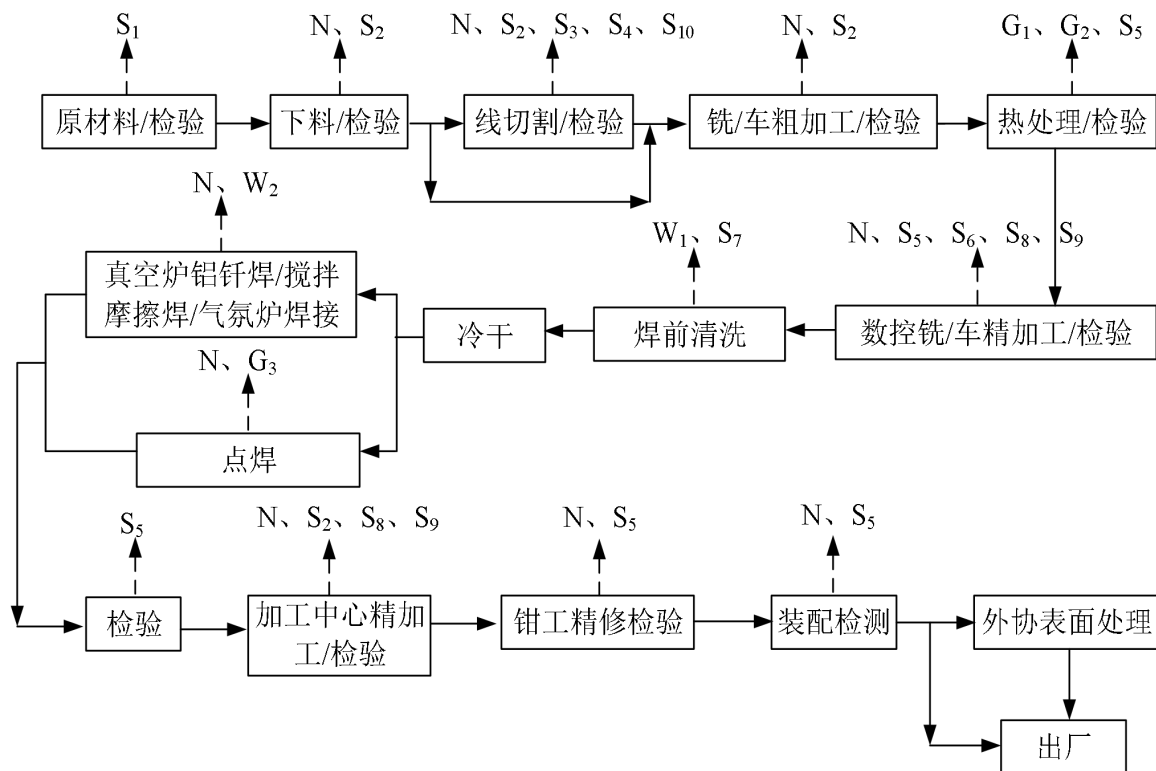 S₁
N、S₂
N、S₂、S₃、S₄、S₁₀
N、S₂
G₁、G₂、S₅
原材料/检验
下料/检验
线切割/检验
铣/车粗加工/检验
热处理/检验
N、W₂
W₁、S₇
N、S₅、S₆、S₈、S₉
真空炉铝钎焊/搅拌
摩擦焊/气氛炉焊接
冷干
焊前清洗
数控铣/车精加工/检验
N、G₃
点焊
S₅
N、S₂、S₈、S₉
N、S₅
N、S₅
检验
加工中心精加
工/检验
钳工精修检验
装配检测
外协表面处理
出厂